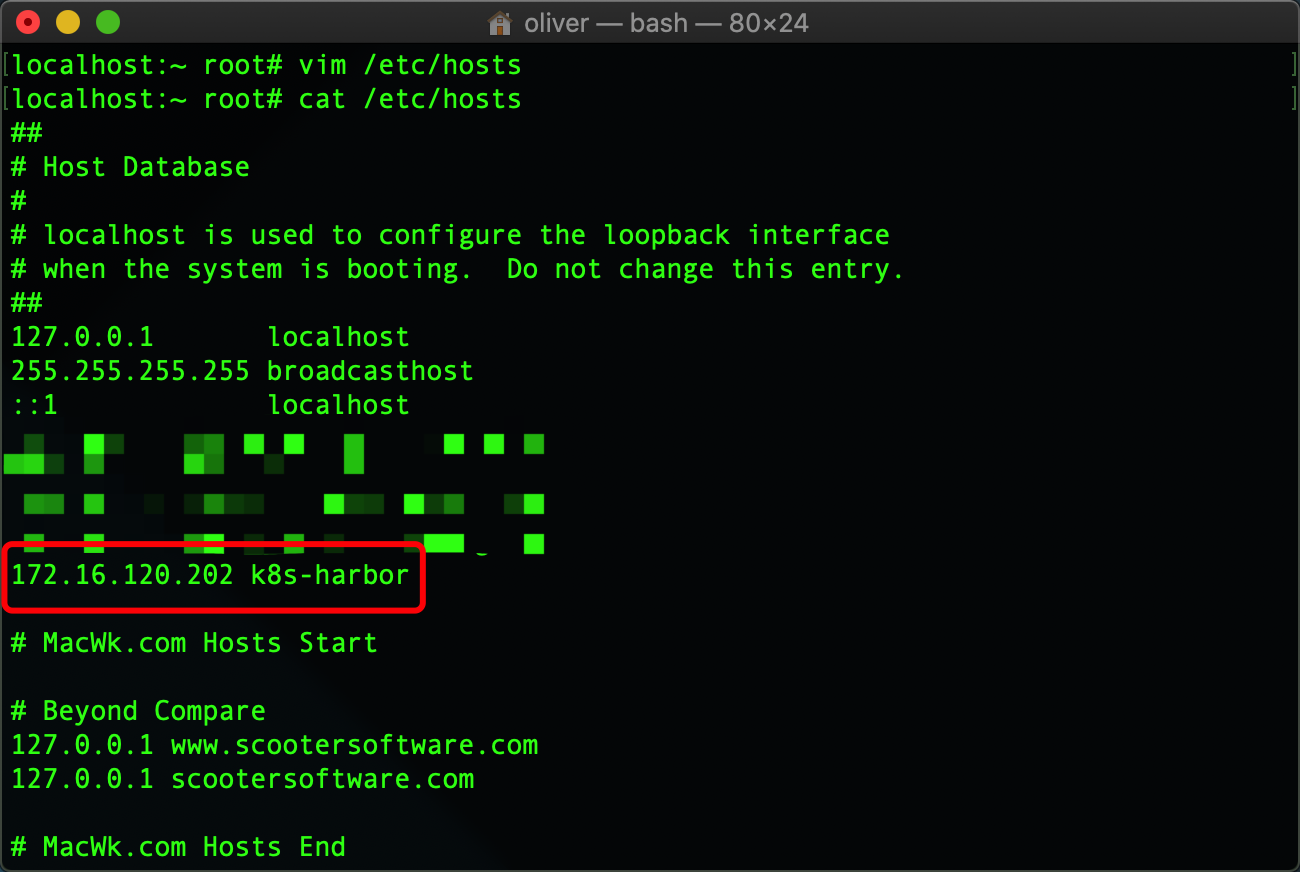 oliver — bash — 80×24
[localhost:~ root# vim /etc/hosts ]
[localhost:~ root# cat /etc/hosts ]
##
# Host Database
#
# localhost is used to configure the loopback interface
# when the system is booting.  Do not change this entry.
##
127.0.0.1       localhost
255.255.255.255 broadcasthost
::1             localhost
172.16.120.202 k8s-harbor
# MacWk.com Hosts Start
# Beyond Compare
127.0.0.1 www.scootersoftware.com
127.0.0.1 scootersoftware.com
# MacWk.com Hosts End